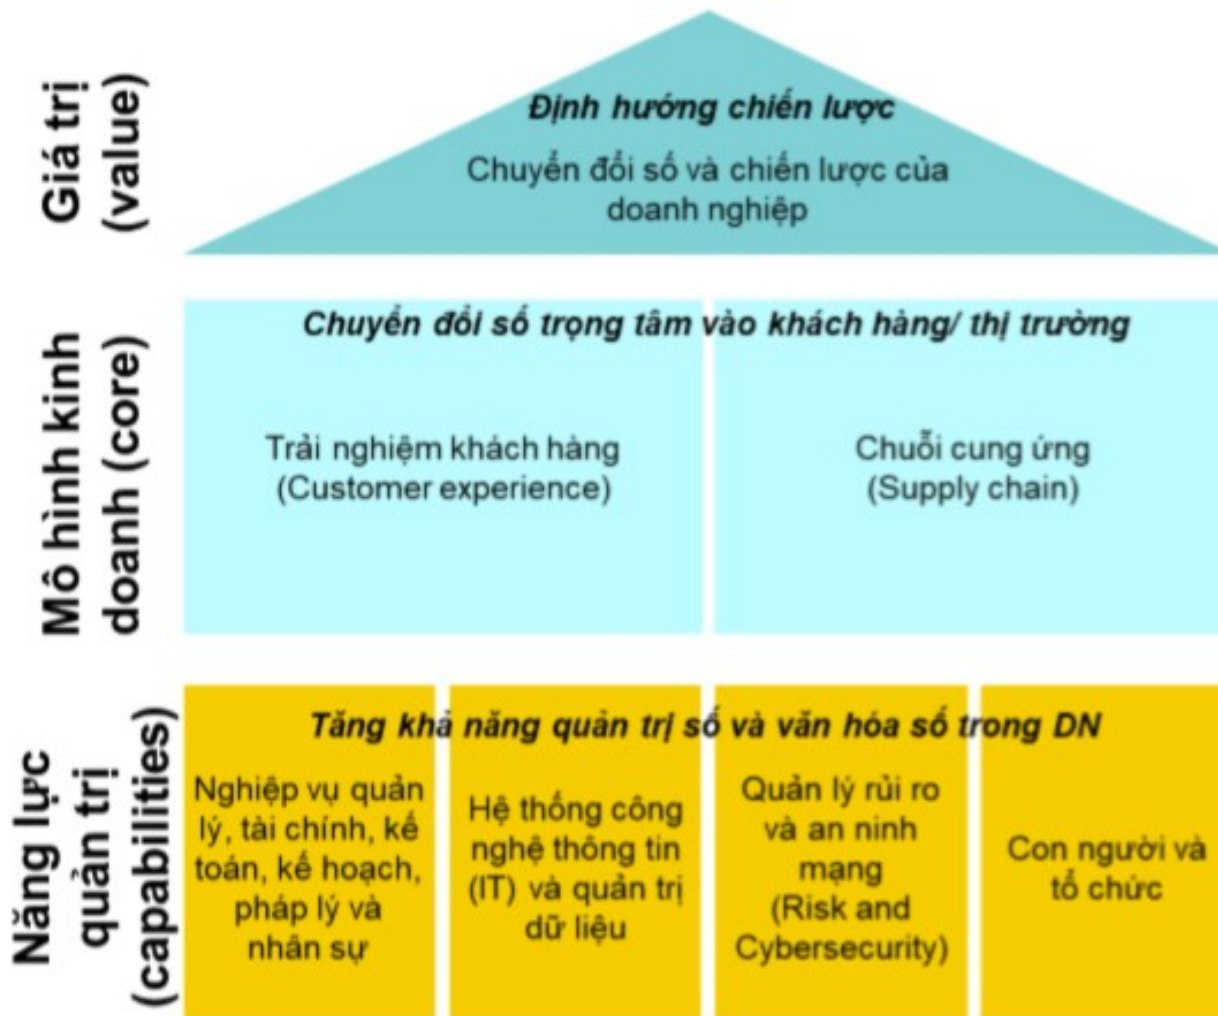 Giá trị
(value)
Định hướng chiến lược
Chuyển đổi số và chiến lược của
doanh nghiệp
Mô hình kinh
doanh (core)
Chuyển đổi số trọng tâm vào khách hàng/ thị trường
Trải nghiệm khách hàng
(Customer experience)
Chuỗi cung ứng
(Supply chain)
Năng lực
quản trị
(capabilities)
Tăng khả năng quản trị số và văn hóa số trong DN
Nghiệp vụ quản
lý, tài chính, kế
toán, kế hoạch,
pháp lý và
nhân sự
Hệ thống công
nghệ thông tin
(IT) và quản trị
dữ liệu
Quản lý rủi ro
và an ninh
mạng
(Risk and
Cybersecurity)
Con người và
tổ chức